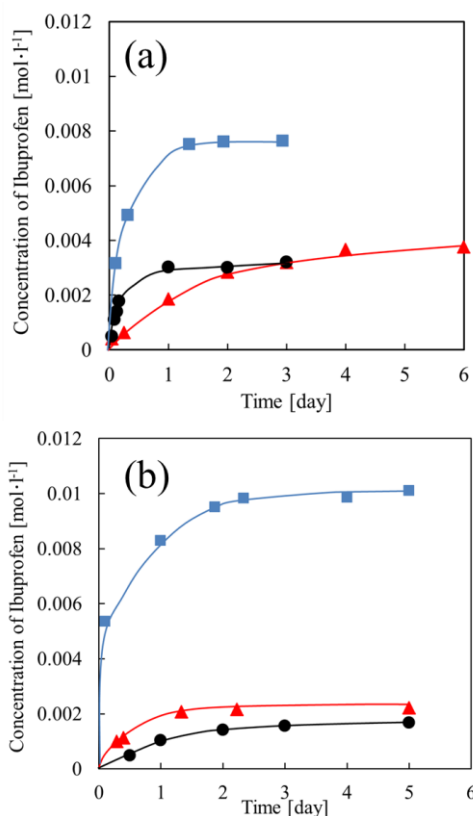 (a)
Concentration of Ibuprofen [mol·l⁻¹]
0.012
0.01
0.008
0.006
0.004
0.002
0
0 1 2 3 4 5 6
Time [day]
(b)
Concentration of Ibuprofen [mol·l⁻¹]
0.012
0.01
0.008
0.006
0.004
0.002
0
0 1 2 3 4 5 6
Time [day]